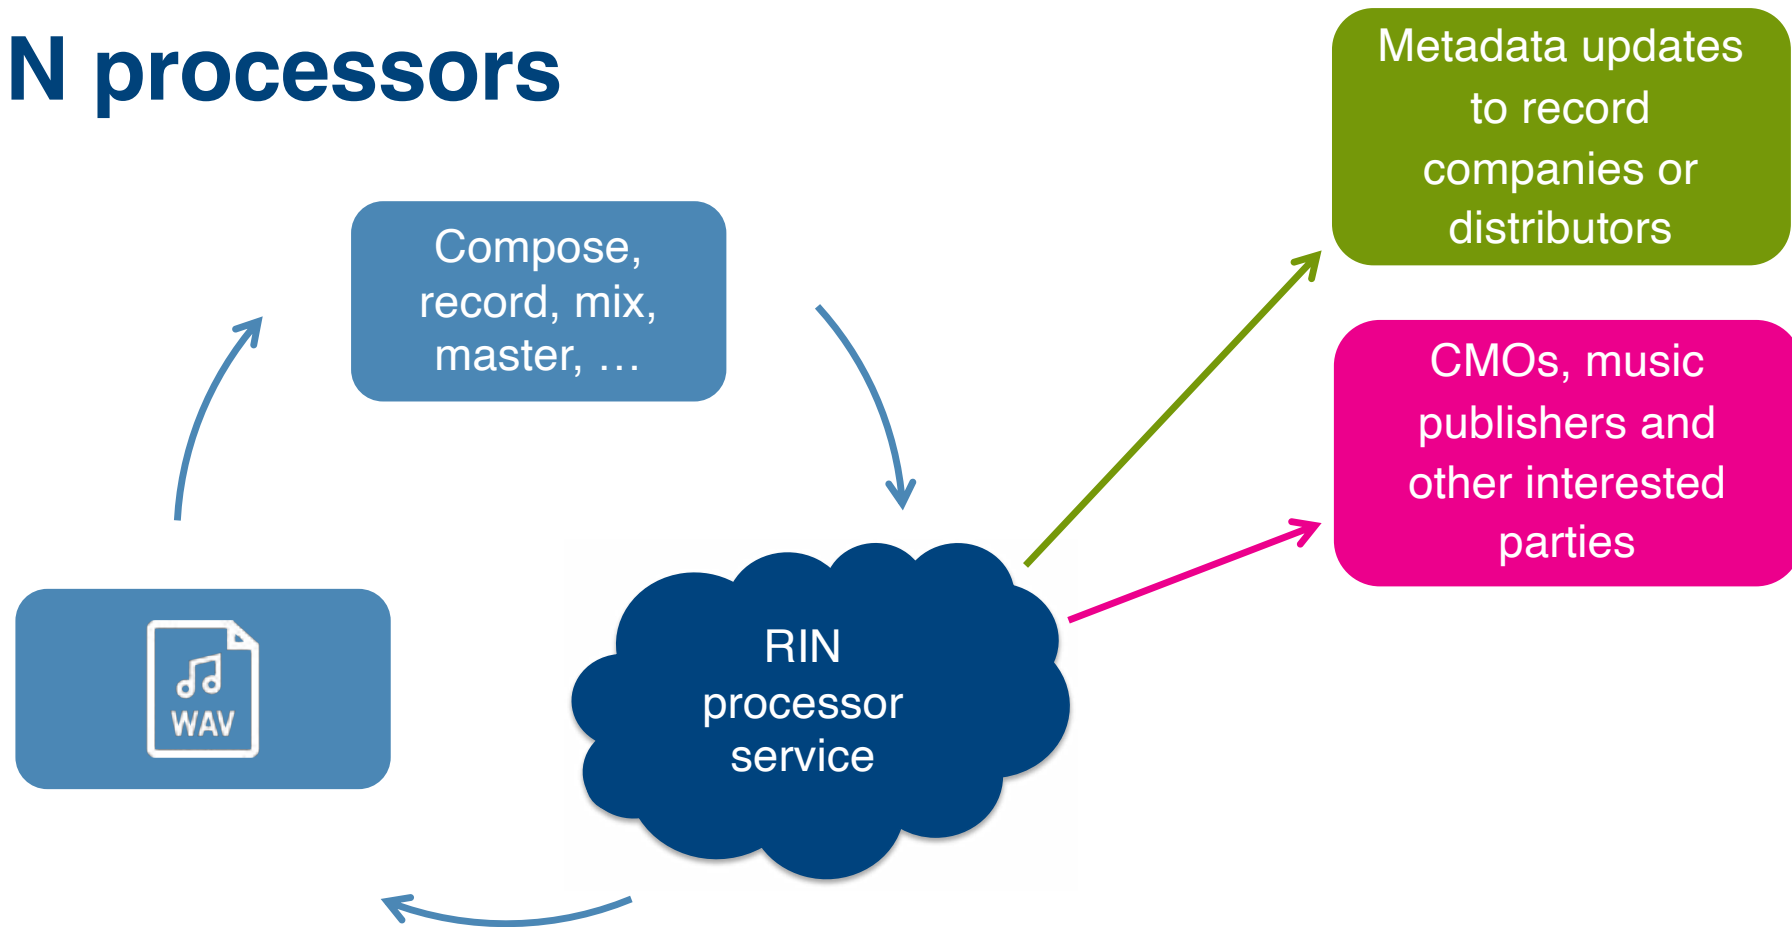 N processors
Metadata updates
to record
companies or
distributors
Compose,
record, mix,
master, …
CMOs, music
publishers and
other interested
parties
RIN
processor
service
WAV